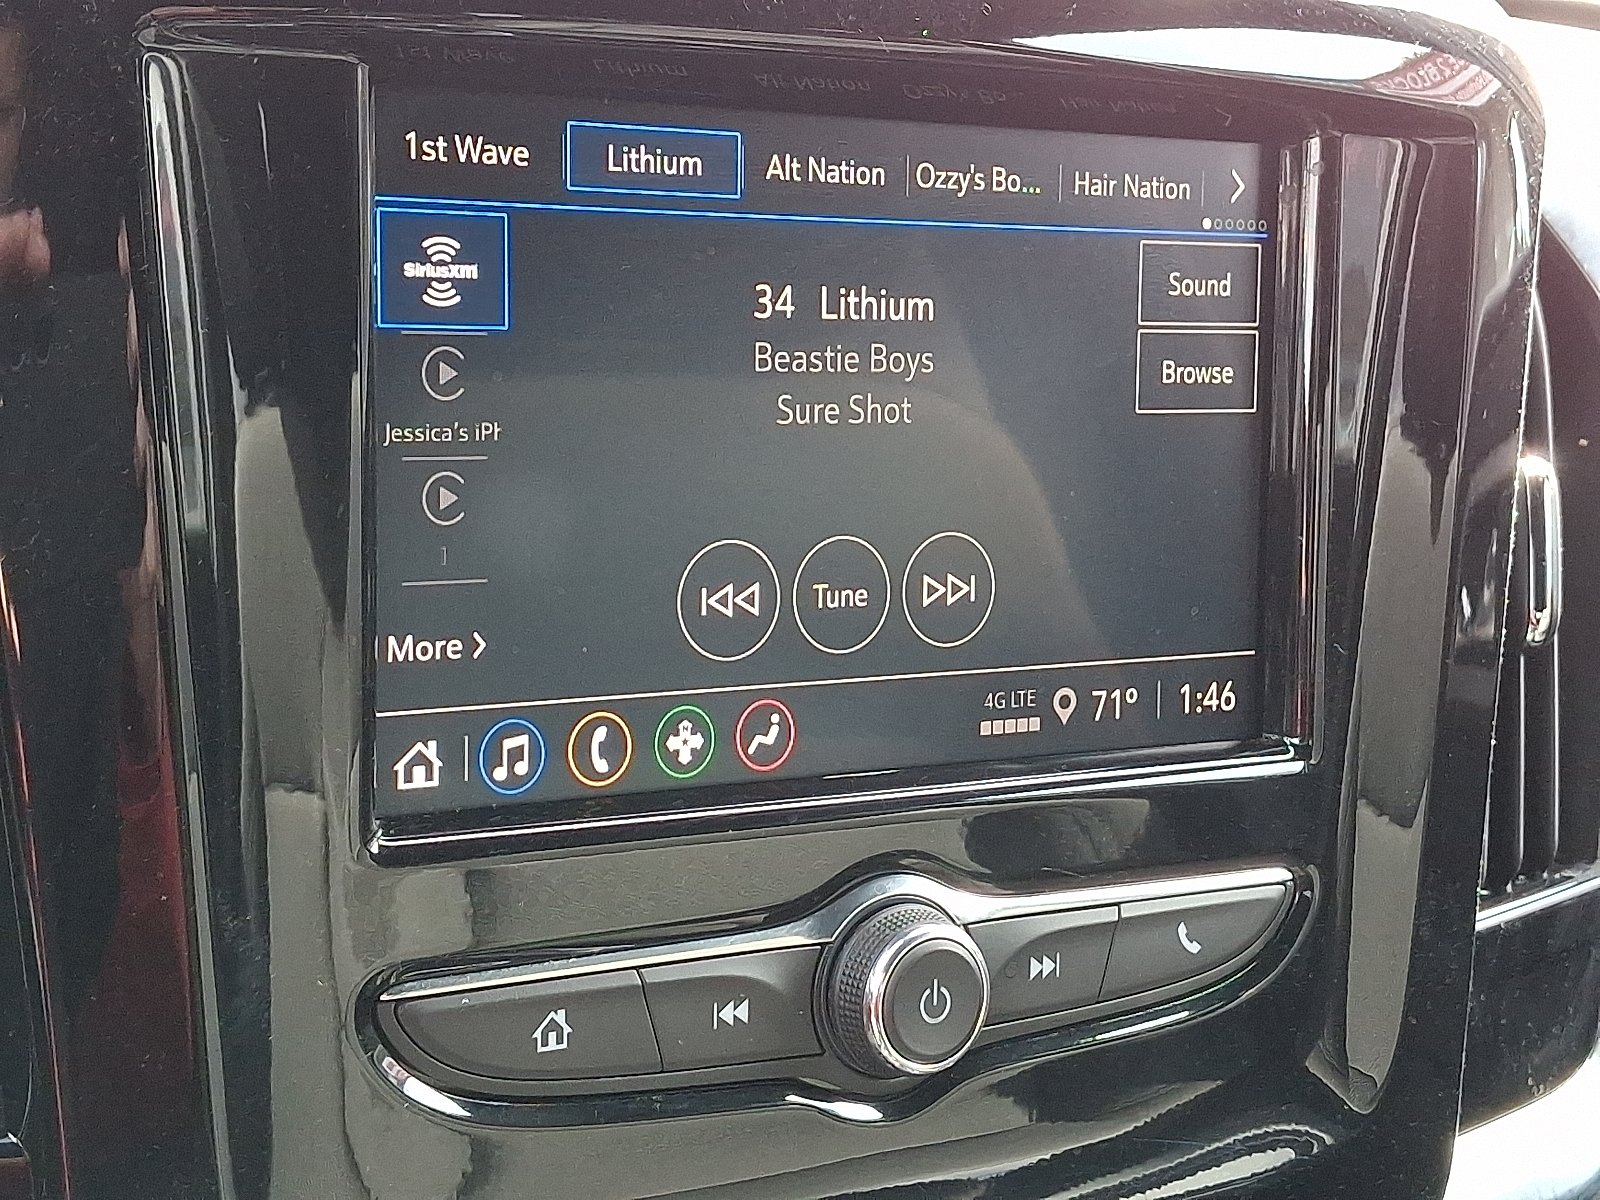 1st Wave
Lithium
Alt Nation
Ozzy's Bo...
Hair Nation
SiriusXM
34 Lithium
Beastie Boys
Sure Shot
Sound
Browse
Jessica's iPh
1
More
Tune
4G LTE
71°
1:46